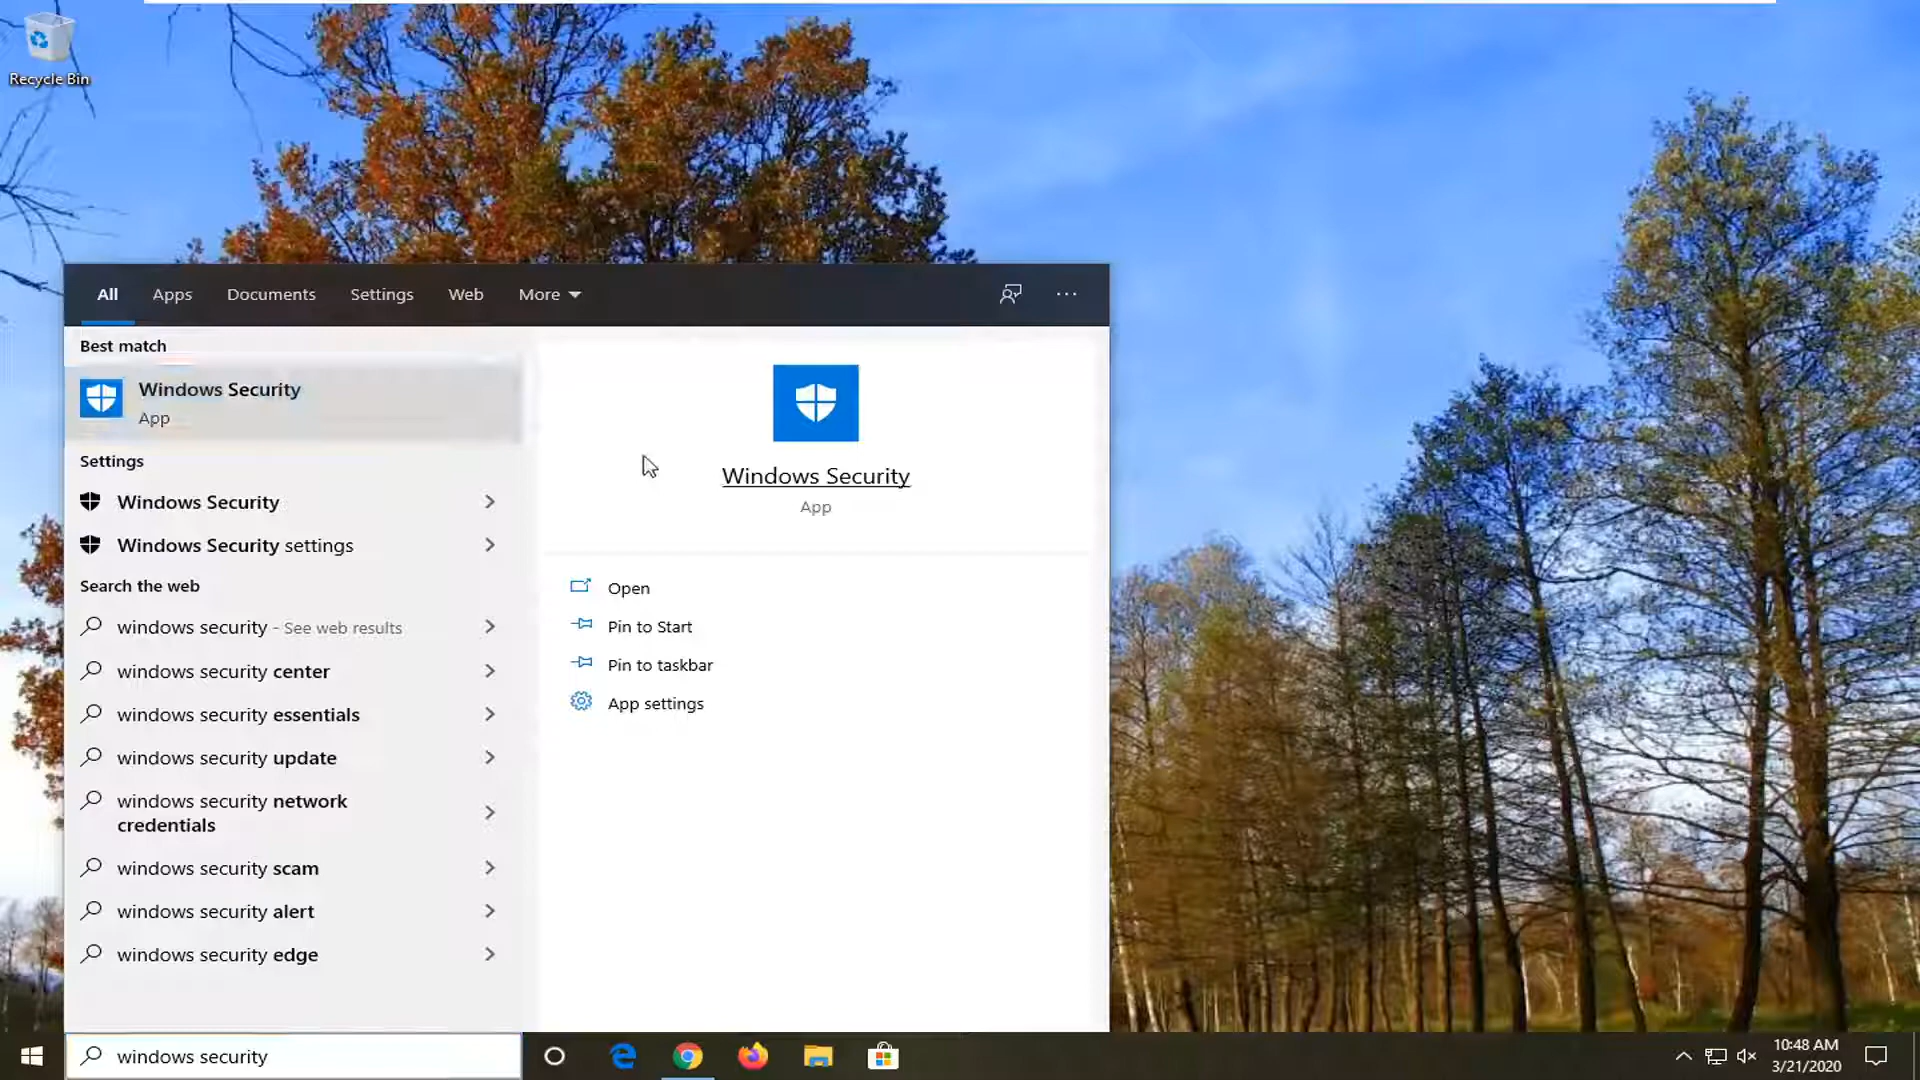 Recycle Bin
All Apps Documents Settings Web More
Best match
Windows Security
App
Settings
Windows Security
Windows Security settings
Search the web
windows security - See web results
windows security center
windows security essentials
windows security update
windows security network
credentials
windows security scam
windows security alert
windows security edge
Windows Security
App
Open
Pin to Start
Pin to taskbar
App settings
windows security
10:48 AM
3/21/2020